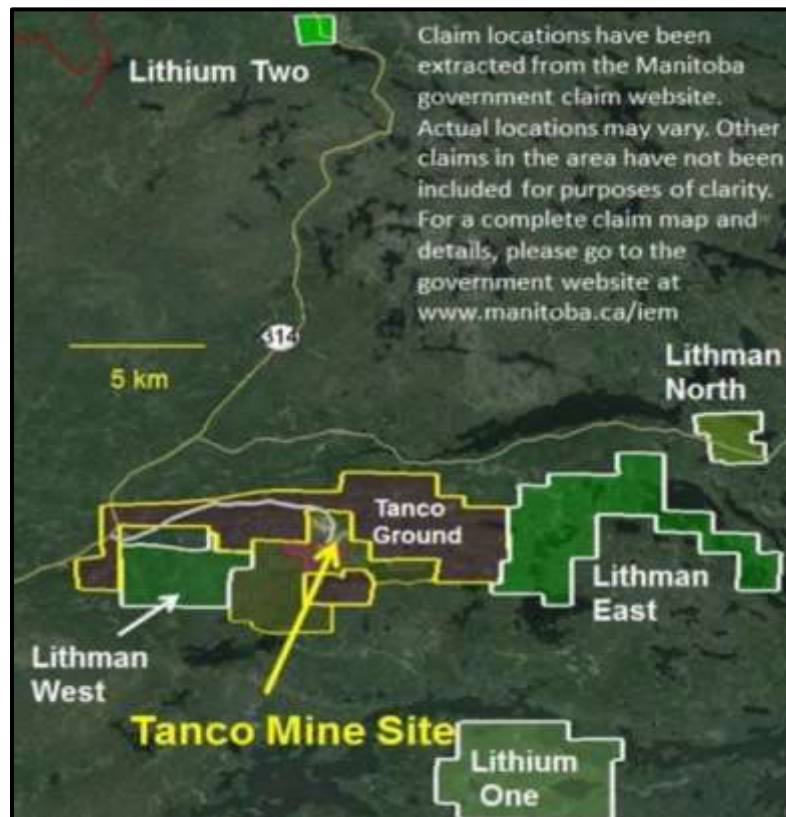 Lithium Two
Claim locations have been
extracted from the Manitoba
government claim website.
Actual locations may vary. Other
claims in the area have not been
included for purposes of clarity.
For a complete claim map and
details, please go to the
government website at
www.manitoba.ca/iem
314
5 km
Lithman
North
Tanco
Ground
Lithman
East
Lithman
West
Tanco Mine Site
Lithium
One